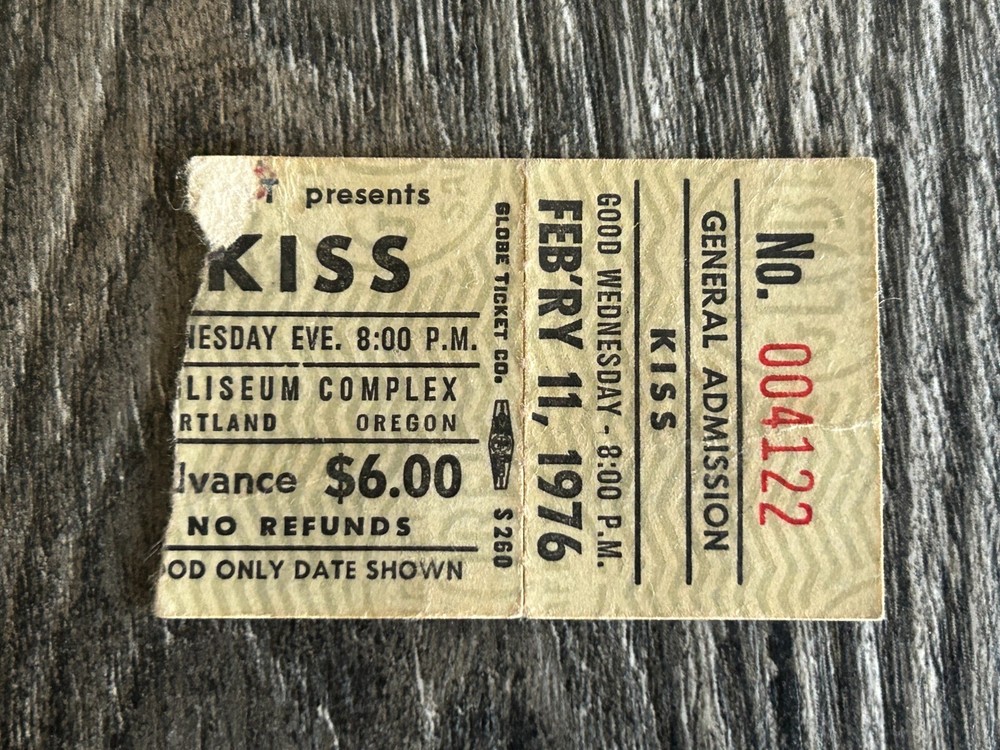 presents
KISS
NESDAY EVE. 8:00 P.M.
LISEUM COMPLEX
RTLAND OREGON
dvance $6.00
NO REFUNDS
OD ONLY DATE SHOWN
GLOBE TICKET CO. S260
FEB'RY 11, 1976
GOOD WEDNESDAY - 8:00 P.M.
KISS
GENERAL ADMISSION
No. 004122